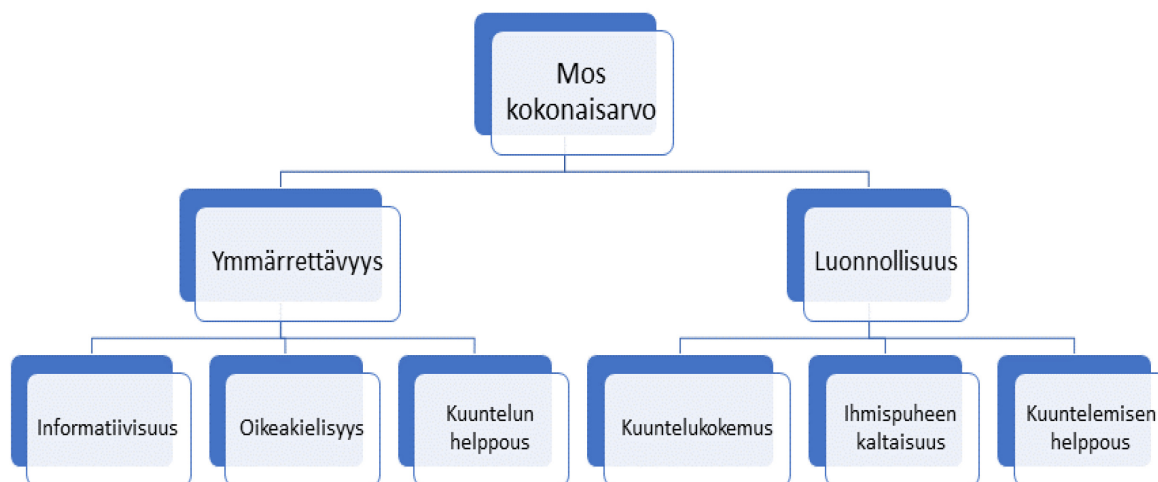 Mos
kokonaisarvo
Ymmärrettävyys
Luonnollisuus
Informatiivisuus
Oikeakielisyys
Kuuntelun
helppous
Kuuntelukokemus
Ihmispuheen
kaltaisuus
Kuuntelemisen
helppous